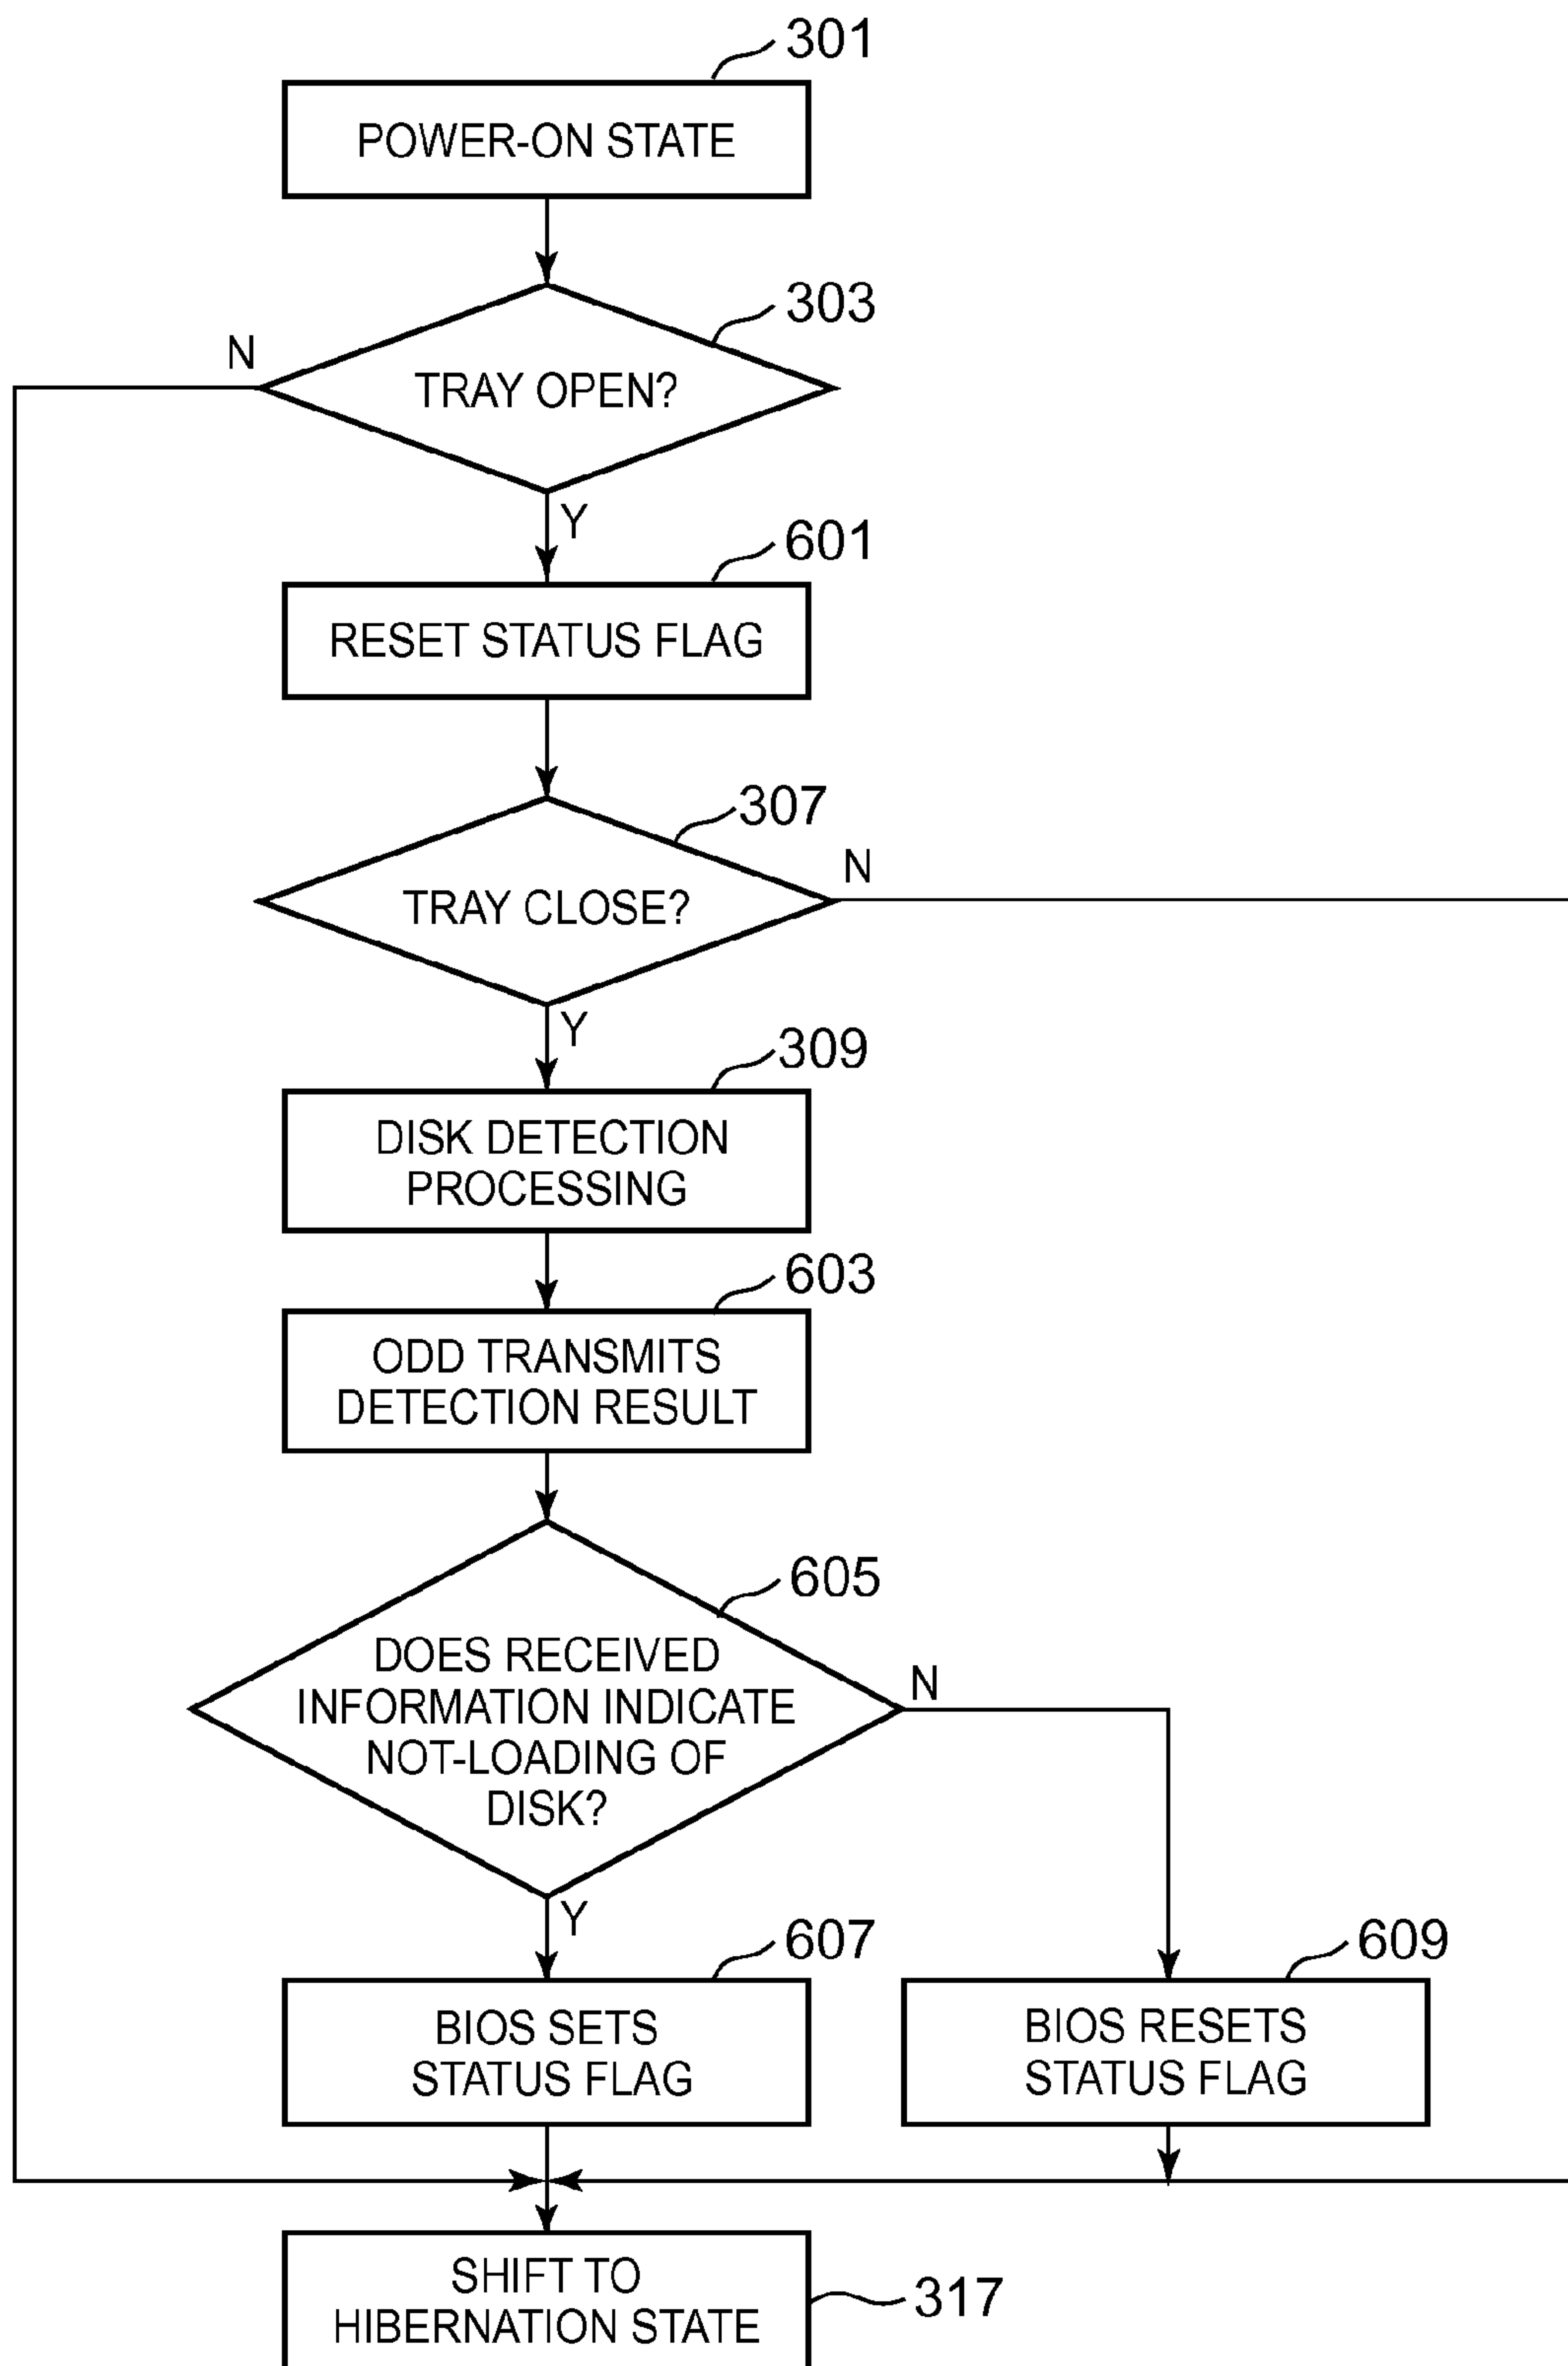 301
POWER-ON STATE
303
N
TRAY OPEN?
Y
601
RESET STATUS FLAG
307
N
TRAY CLOSE?
Y
309
DISK DETECTION
PROCESSING
603
ODD TRANSMITS
DETECTION RESULT
605
DOES RECEIVED
INFORMATION INDICATE
NOT-LOADING OF
DISK?
N
Y
607
BIOS SETS
STATUS FLAG
609
BIOS RESETS
STATUS FLAG
SHIFT TO
HIBERNATION STATE
317